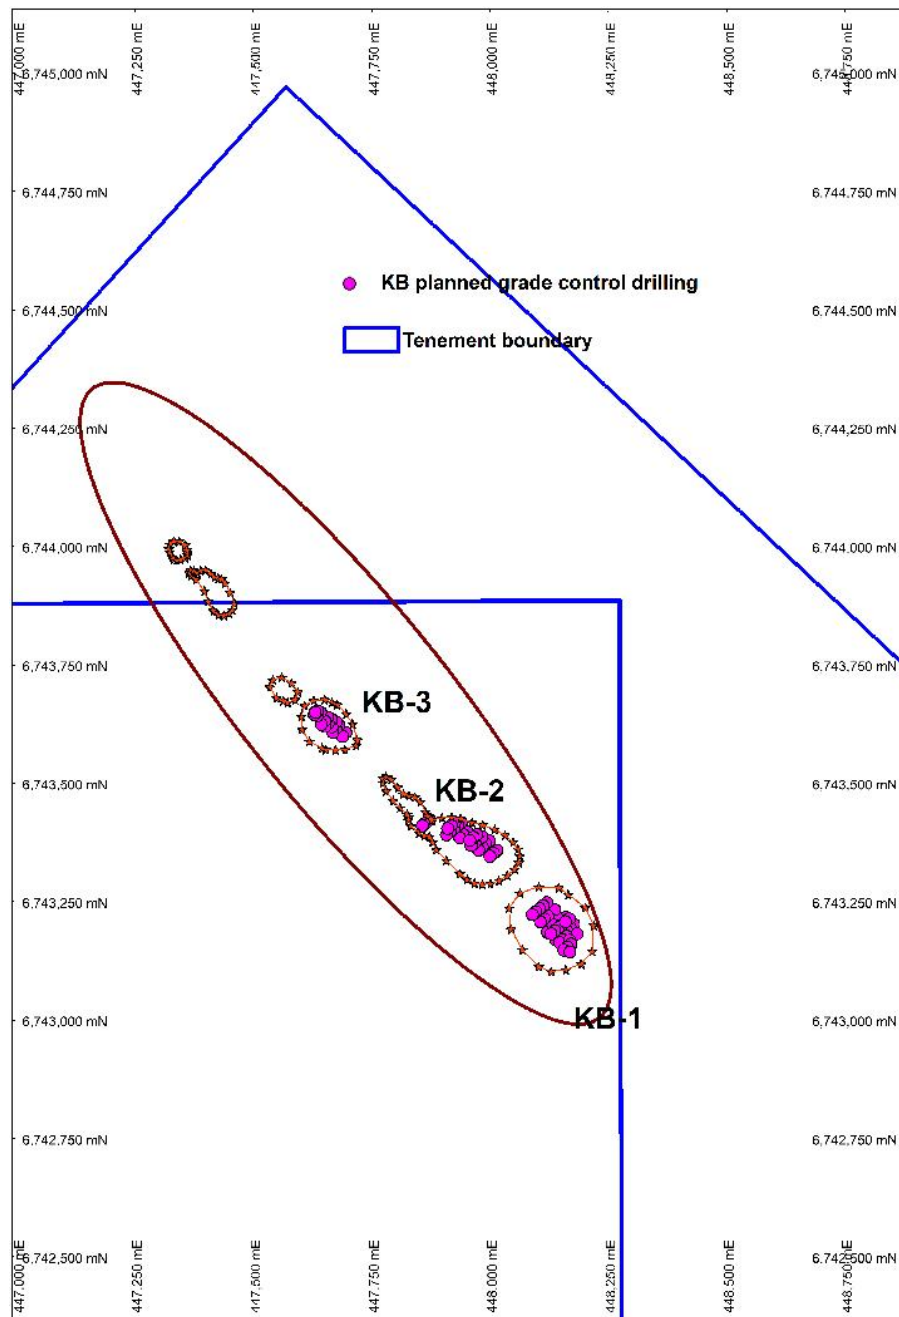 447,000 mE
447,250 mE
447,500 mE
447,750 mE
448,000 mE
448,250 mE
448,500 mE
448,750 mE
6,745,000 mN
6,745,000 mN
6,744,750 mN
6,744,750 mN
KB planned grade control drilling
6,744,500 mN
6,744,500 mN
Tenement boundary
6,744,250 mN
6,744,250 mN
6,744,000 mN
6,744,000 mN
6,743,750 mN
6,743,750 mN
KB-3
6,743,500 mN
KB-2
6,743,500 mN
6,743,250 mN
6,743,250 mN
6,743,000 mN
KB-1
6,743,000 mN
6,742,750 mN
6,742,750 mN
6,742,500 mN
6,742,500 mN
447,000 mE
447,250 mE
447,500 mE
447,750 mE
448,000 mE
448,250 mE
448,500 mE
448,750 mE